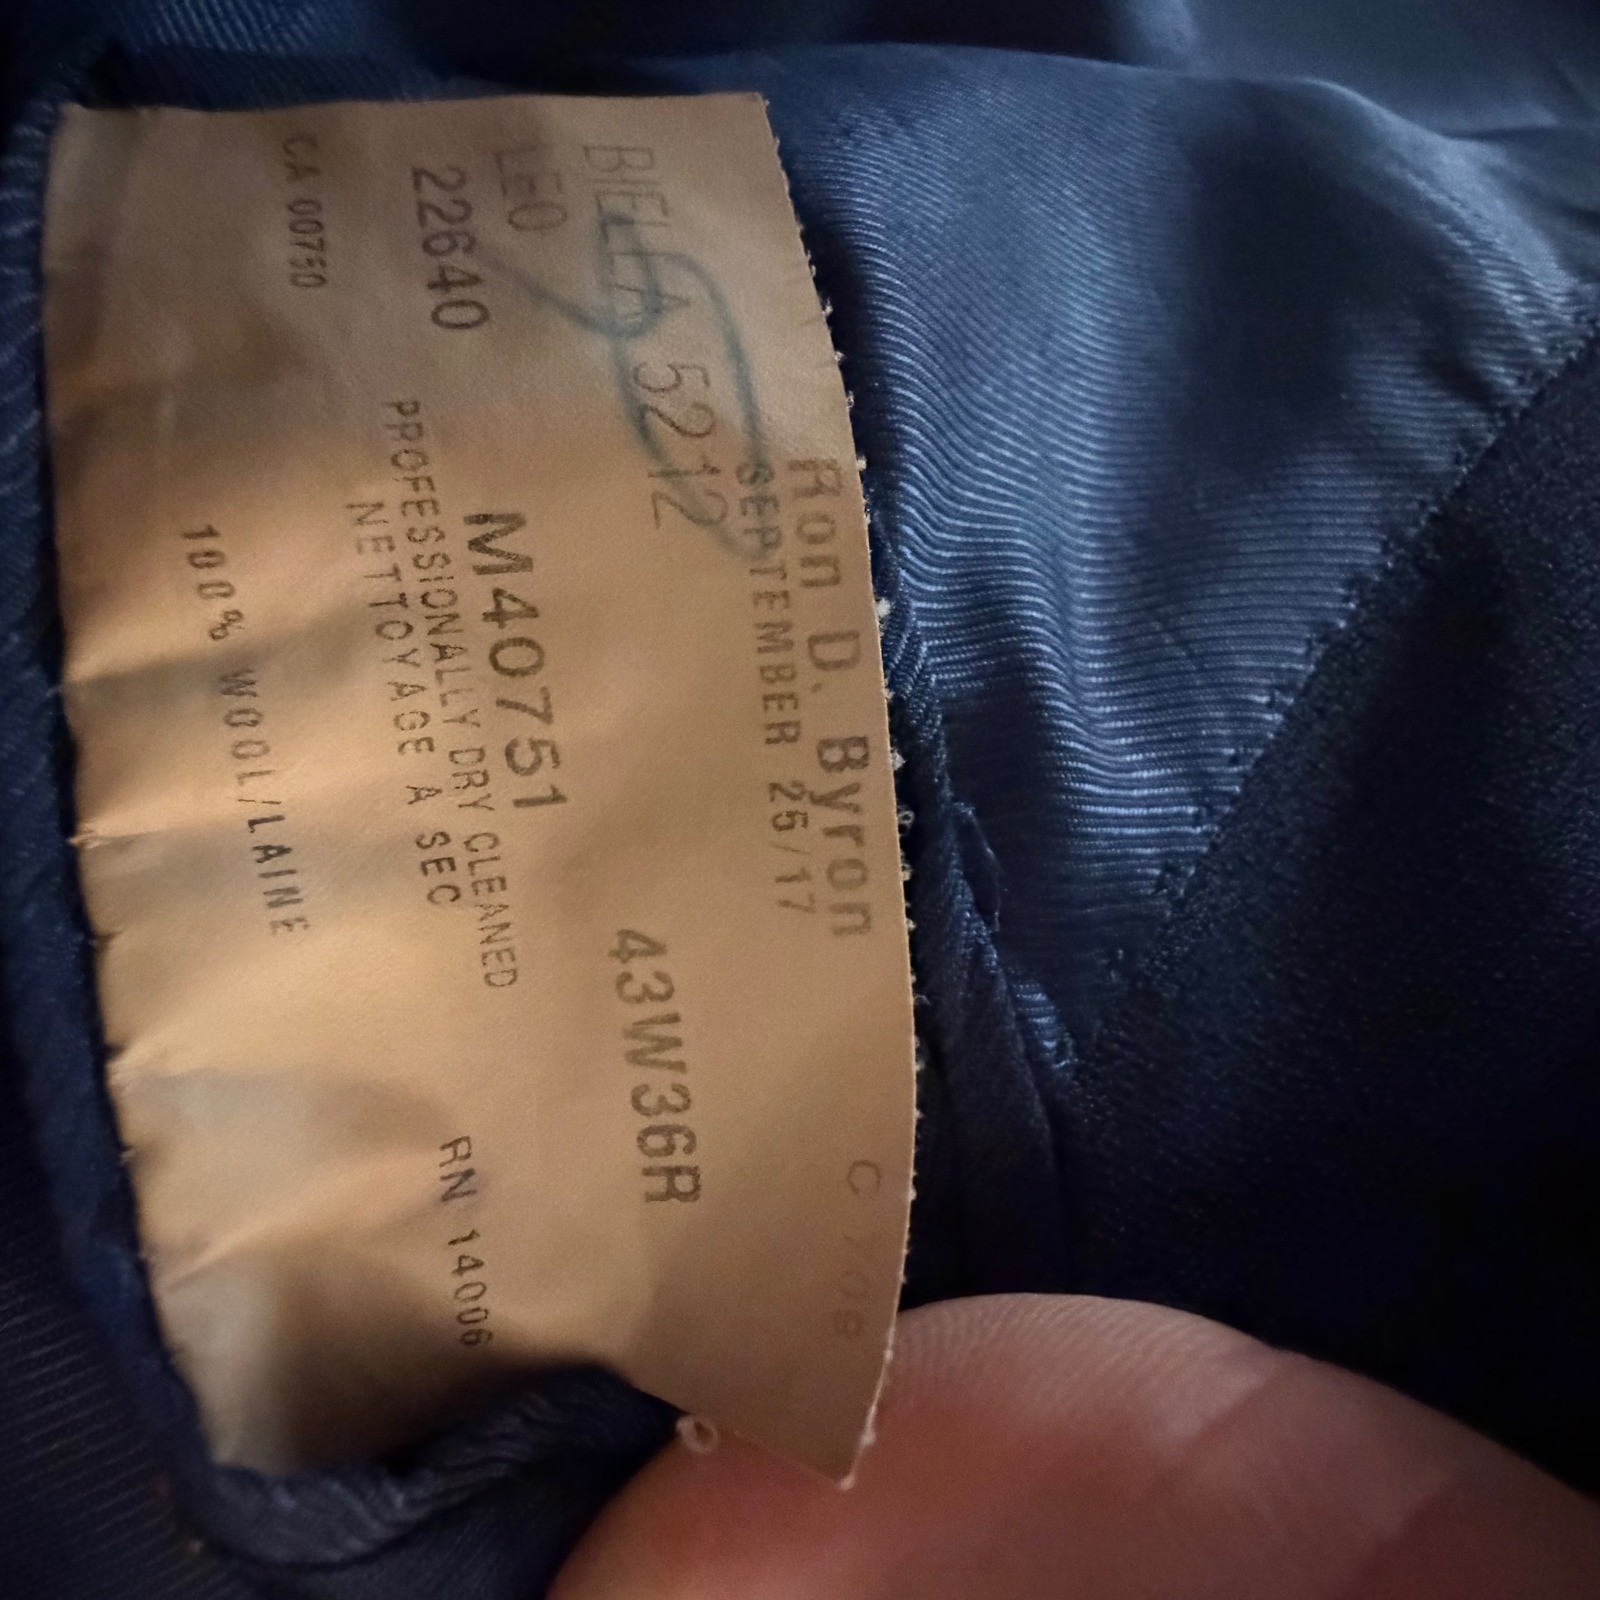 Ron D. Byron
SEPTEMBER 25/17
C 7709
BIELLA 5212
43W36R
LEO
M40751
22640
PROFESSIONALLY DRY CLEANED
NETTOYAGE A SEC
RN 14006
CA 00750
100% WOOL/LAINE